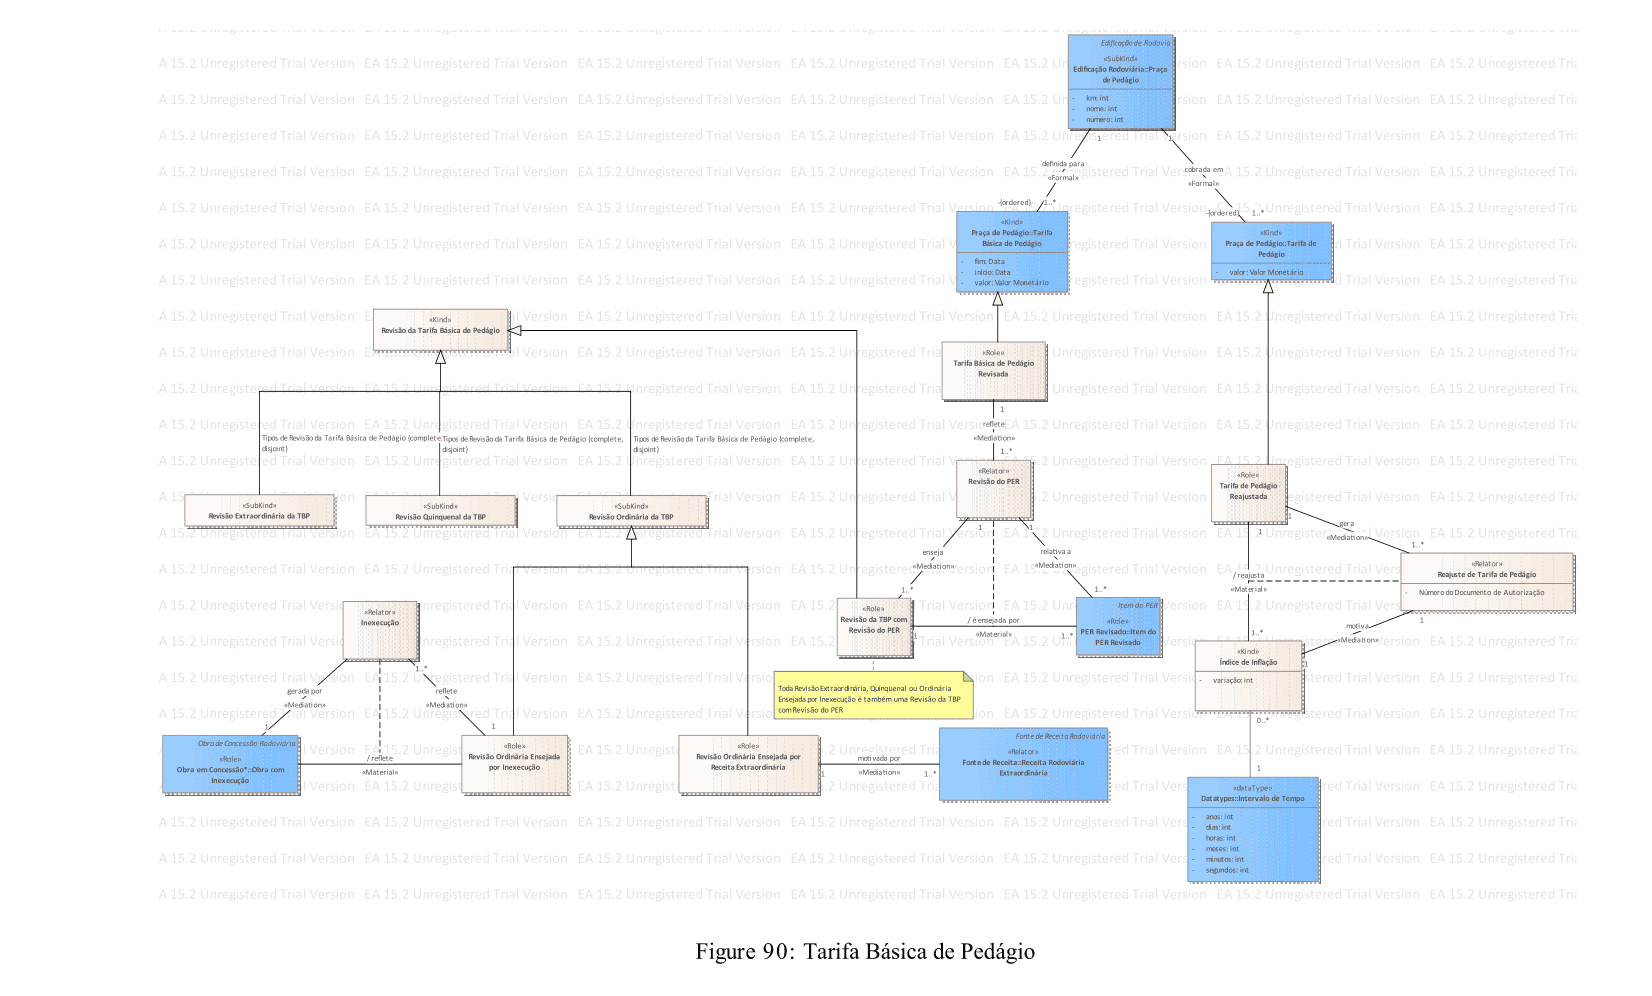 Edificação de Rodovia
«SubKind»
Edificação Rodoviária::Praça
de Pedágio
- km: int
- nome: int
- numero: int
1
1
definida para
«Formal»
cobrada em
«Formal»
-{ordered} 1..*
-{ordered} 1..*
«Kind»
Praça de Pedágio::Tarifa
Básica de Pedágio
- fim: Data
- início: Data
- valor: Valor Monetário
«Kind»
Praça de Pedágio::Tarifa de
Pedágio
- valor: Valor Monetário
«Kind»
Revisão da Tarifa Básica de Pedágio
«Role»
Tarifa Básica de Pedágio
Revisada
1
reflete
«Mediation»
1..*
Tipos de Revisão da Tarifa Básica de Pedágio {complete,
disjoint}
Tipos de Revisão da Tarifa Básica de Pedágio {complete,
disjoint}
Tipos de Revisão da Tarifa Básica de Pedágio {complete,
disjoint}
«Relator»
Revisão do PER
«Role»
Tarifa de Pedágio
Reajustada
«SubKind»
Revisão Extraordinária da TBP
«SubKind»
Revisão Quinquenal da TBP
«SubKind»
Revisão Ordinária da TBP
1
1
1
1
gera
«Mediation»
1..*
enseja
«Mediation»
relativa a
«Mediation»
1..*
1..*
/ reajusta
«Material»
1..*
«Relator»
Reajuste de Tarifa de Pedágio
- Número do Documento de Autorização
1
motiva
«Mediation»
1
«Relator»
Inexecução
«Role»
Revisão da TBP com
Revisão do PER
/ é ensejada por
«Material»
1
1..*
Item do PER
«Role»
PER Revisado::Item do
PER Revisado
«Kind»
Índice de Inflação
- variação: int
0..*
1
1..*
gerada por
«Mediation»
reflete
«Mediation»
1
1
Toda Revisão Extraordinária, Quinquenal ou Ordinária
Ensejada por Inexecução é também uma Revisão da TBP
com Revisão do PER
Obra de Concessão Rodoviária
«Role»
Obra em Concessão*::Obra com
Inexecução
/ reflete
«Material»
«Role»
Revisão Ordinária Ensejada
por Inexecução
«Role»
Revisão Ordinária Ensejada por
Receita Extraordinária
motivada por
«Mediation»
1
1..*
Fonte de Receita Rodoviária
«Relator»
Fonte de Receita::Receita Rodoviária
Extraordinária
«dataType»
Datatypes::Intervalo de Tempo
- anos: int
- dias: int
- horas: int
- meses: int
- minutos: int
- segundos: int
Figure 90: Tarifa Básica de Pedágio